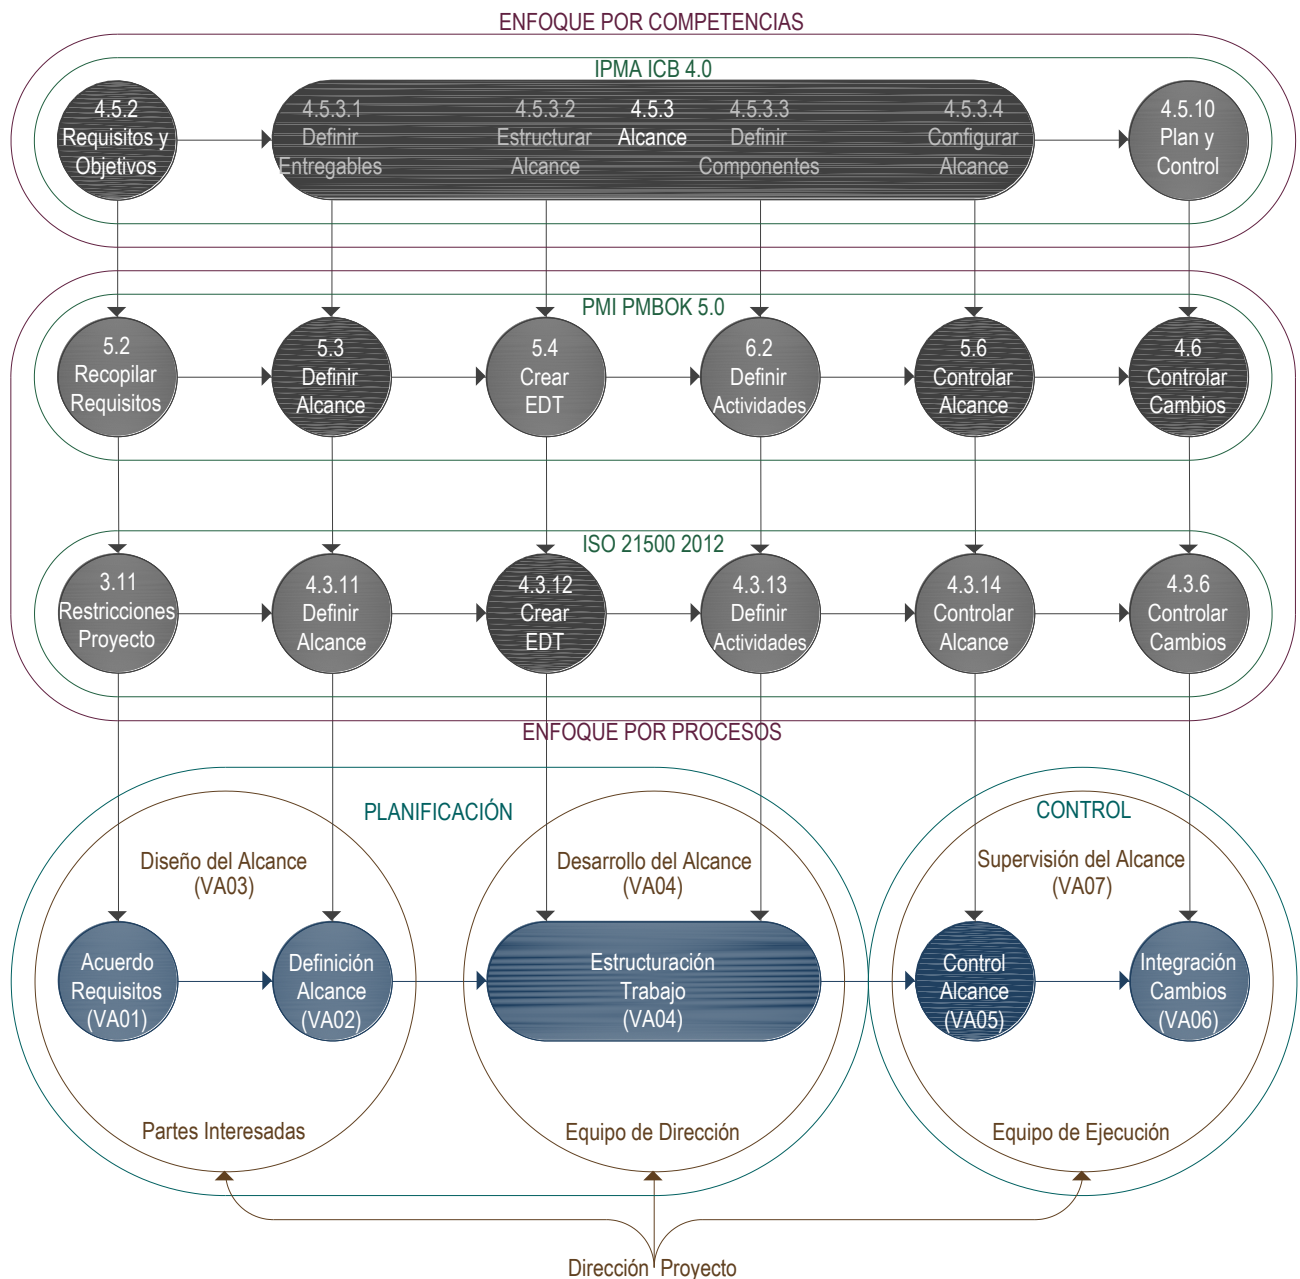 ENFOQUE POR COMPETENCIAS
IPMA ICB 4.0
4.5.2
Requisitos y
Objetivos
4.5.3.1
Definir
Entregables
4.5.3.2
Estructurar
Alcance
4.5.3
Alcance
4.5.3.3
Definir
Componentes
4.5.3.4
Configurar
Alcance
4.5.10
Plan y
Control
PMI PMBOK 5.0
5.2
Recopilar
Requisitos
5.3
Definir
Alcance
5.4
Crear
EDT
6.2
Definir
Actividades
5.6
Controlar
Alcance
4.6
Controlar
Cambios
ISO 21500 2012
3.11
Restricciones
Proyecto
4.3.11
Definir
Alcance
4.3.12
Crear
EDT
4.3.13
Definir
Actividades
4.3.14
Controlar
Alcance
4.3.6
Controlar
Cambios
ENFOQUE POR PROCESOS
PLANIFICACIÓN
CONTROL
Diseño del Alcance
(VA03)
Desarrollo del Alcance
(VA04)
Supervisión del Alcance
(VA07)
Acuerdo
Requisitos
(VA01)
Definición
Alcance
(VA02)
Estructuración
Trabajo
(VA04)
Control
Alcance
(VA05)
Integración
Cambios
(VA06)
Partes Interesadas
Equipo de Dirección
Equipo de Ejecución
Dirección Proyecto